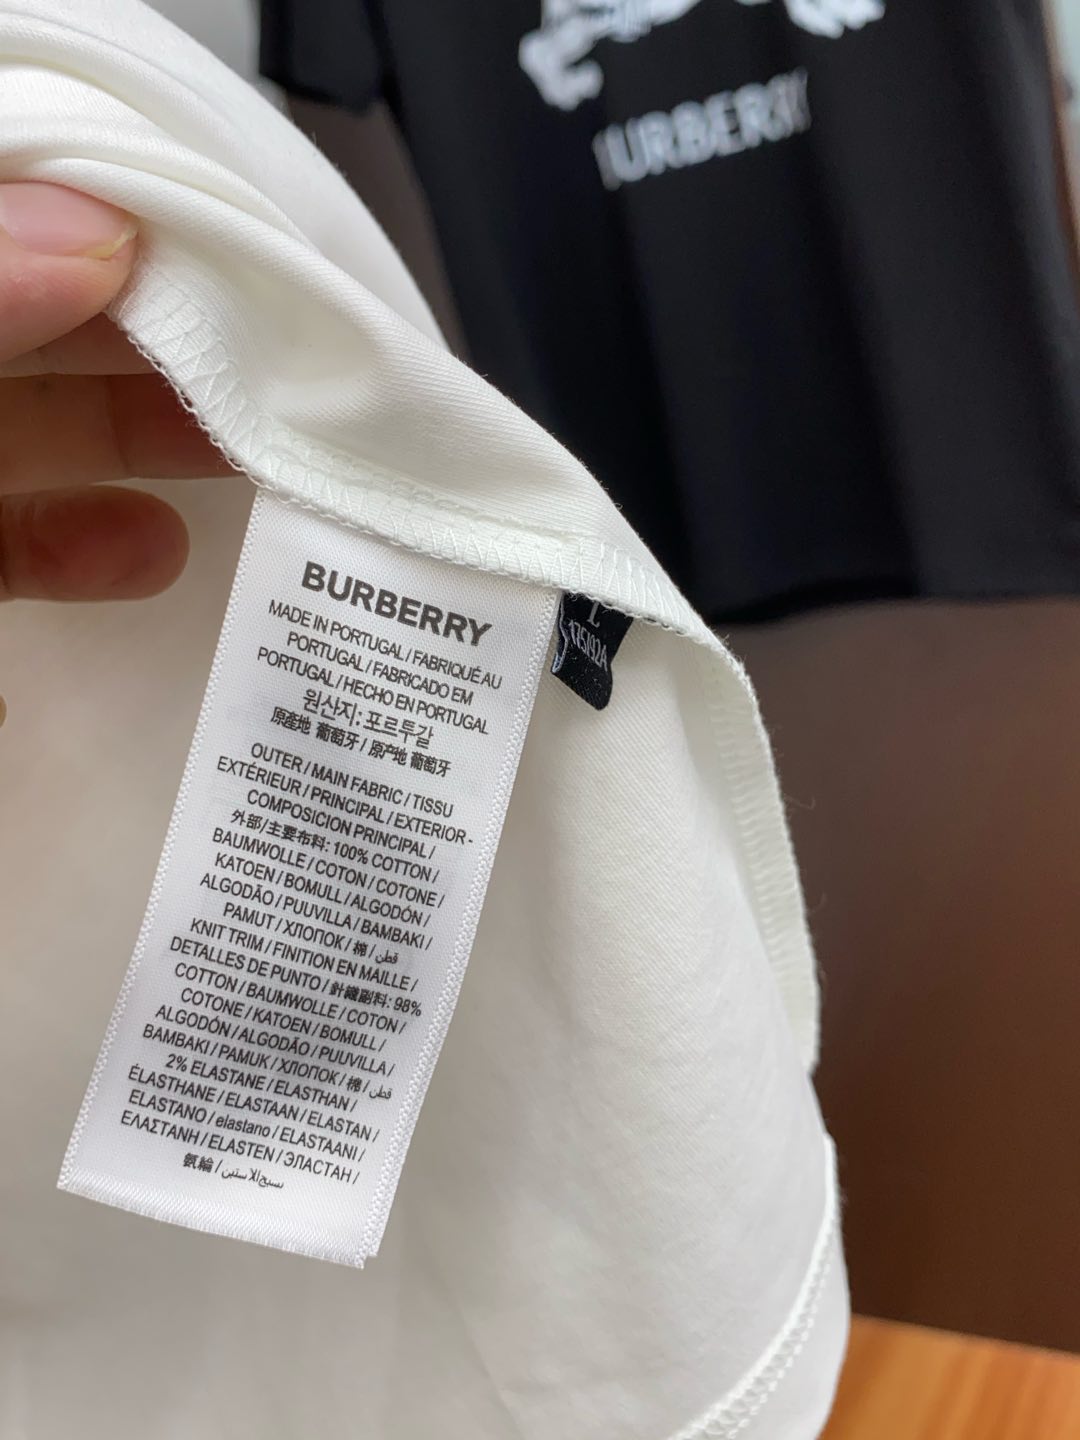 BURBERRY
BURBERRY
MADE IN PORTUGAL / FABRIQUÉ AU
PORTUGAL / FABRICADO EM
PORTUGAL / HECHO EN PORTUGAL
원산지: 포르투갈
原產地 葡萄牙 / 原产地 葡萄牙
OUTER / MAIN FABRIC / TISSU
EXTÉRIEUR / PRINCIPAL / EXTERIOR -
COMPOSICION PRINCIPAL /
外部/主要布料: 100% COTTON /
BAUMWOLLE / COTON / COTONE /
KATOEN / BOMULL / ALGODÓN /
ALGODÃO / PUUVILLA / BAMBAKI /
PAMUT / ХЛОПОК / 棉 / قطن
KNIT TRIM / FINITION EN MAILLE /
DETALLES DE PUNTO / 針織副料: 98%
COTTON / BAUMWOLLE / COTON /
COTONE / KATOEN / BOMULL /
ALGODÓN / ALGODÃO / PUUVILLA /
BAMBAKI / PAMUK / ХЛОПОК / 棉 / قطن
2% ELASTANE / ELASTHAN /
ÉLASTHANE / ELASTAAN / ELASTAN /
ELASTANO / elastano / ELASTAANI /
ΕΛΑΣΤΑΝΗ / ELASTEN / ЭЛАСТАН /
氨綸 / نسيج الاستين
L
175/92A